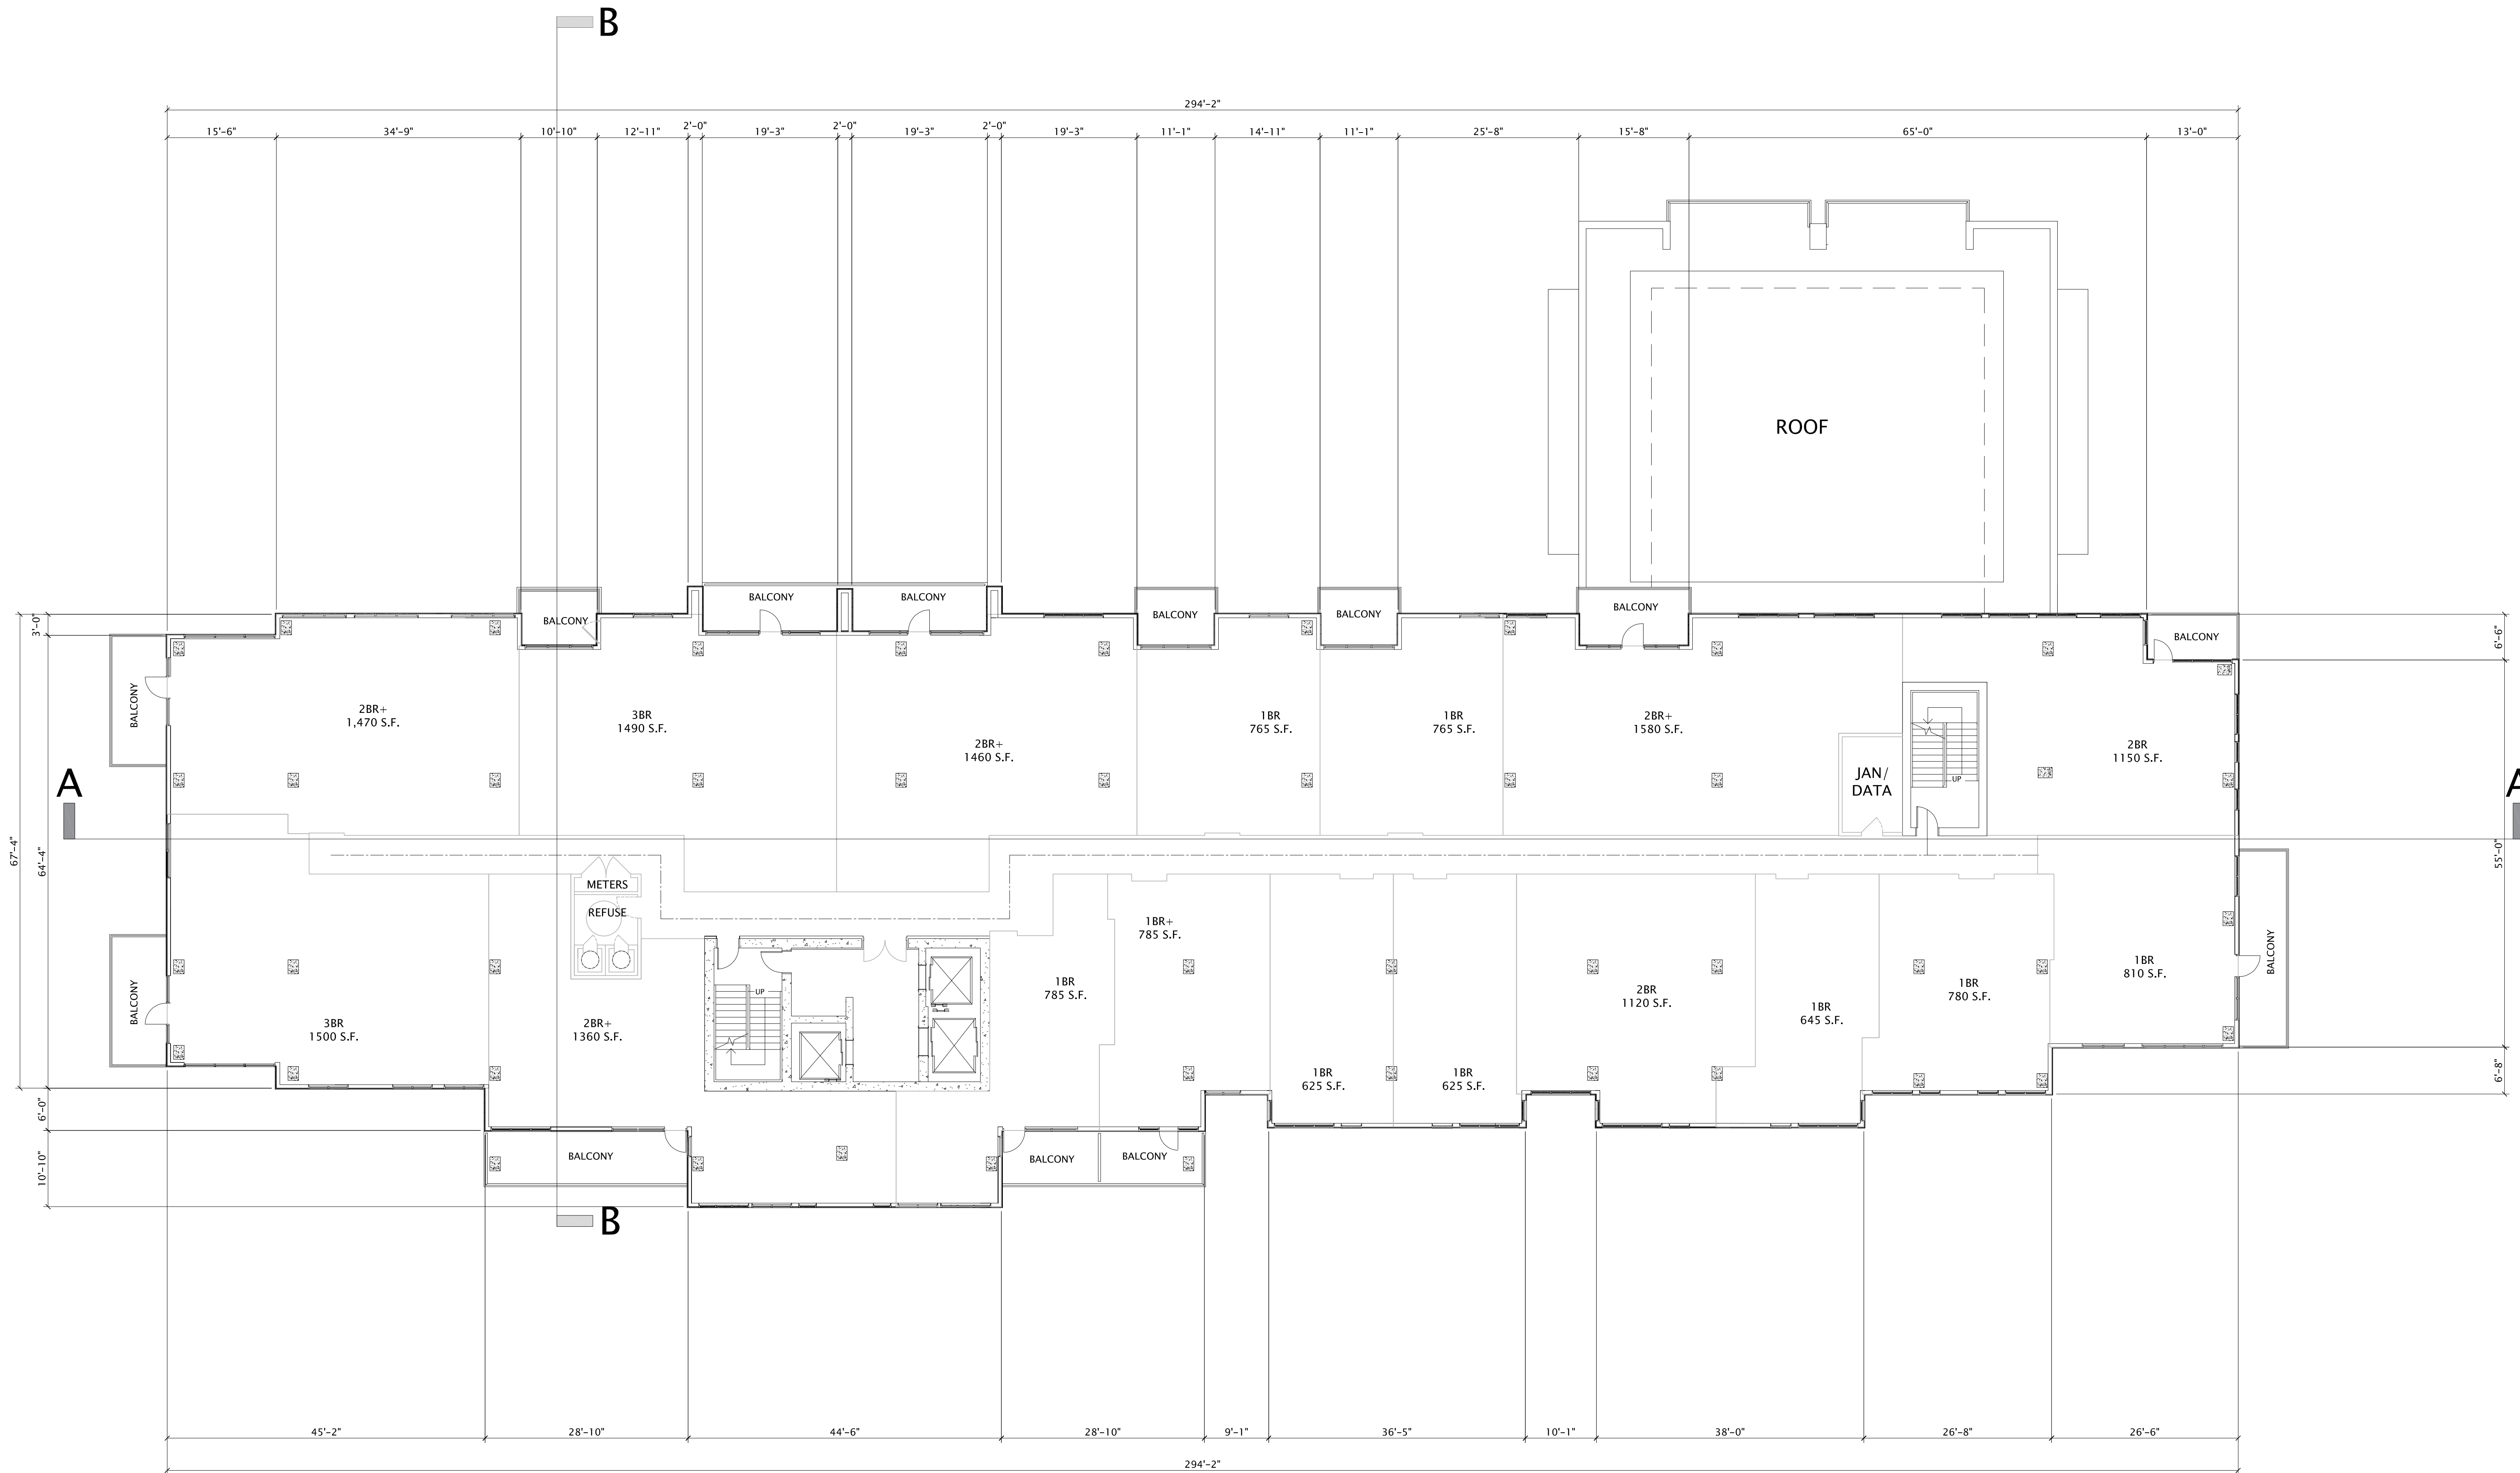 B
294'-2"
15'-6" 34'-9" 10'-10" 12'-11" 2'-0" 19'-3" 2'-0" 19'-3" 2'-0" 19'-3" 11'-1" 14'-11" 11'-1" 25'-8" 15'-8" 65'-0" 13'-0"
ROOF
3'-0"
6'-6"
BALCONY
BALCONY
BALCONY
BALCONY
BALCONY
BALCONY
BALCONY
BALCONY
2BR+
1,470 S.F.
3BR
1490 S.F.
2BR+
1460 S.F.
1BR
765 S.F.
1BR
765 S.F.
2BR+
1580 S.F.
2BR
1150 S.F.
BALCONY
A
A
JAN/
DATA
UP
67'-4"
64'-4"
55'-0"
METERS
REFUSE
UP
1BR+
785 S.F.
1BR
785 S.F.
1BR
810 S.F.
1BR
780 S.F.
2BR
1120 S.F.
1BR
645 S.F.
BALCONY
BALCONY
3BR
1500 S.F.
2BR+
1360 S.F.
1BR
625 S.F.
1BR
625 S.F.
6'-8"
6'-0"
10'-10"
BALCONY
BALCONY
BALCONY
B
45'-2" 28'-10" 44'-6" 28'-10" 9'-1" 36'-5" 10'-1" 38'-0" 26'-8" 26'-6"
294'-2"